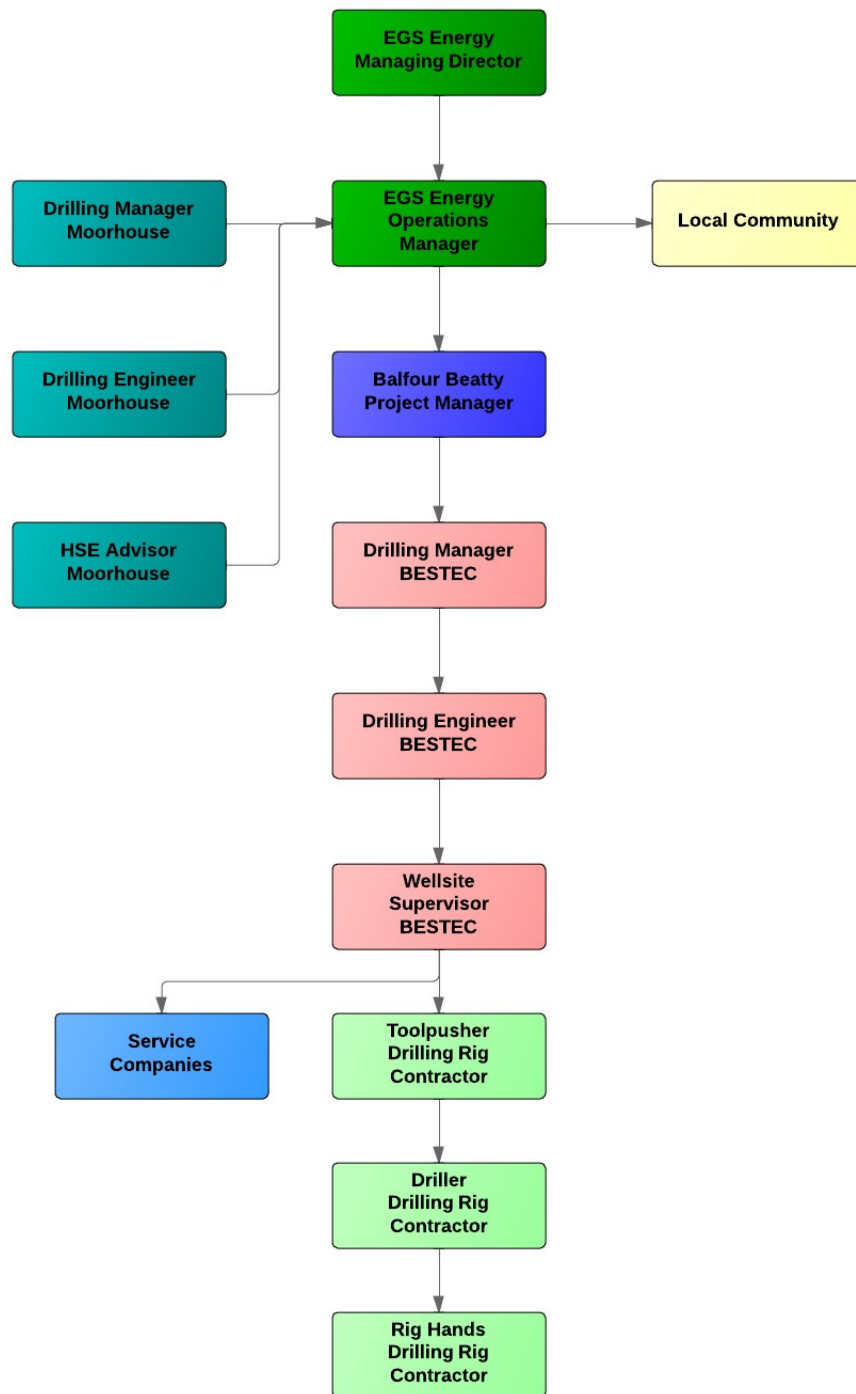 EGS Energy
Managing Director
Drilling Manager
Moorhouse
EGS Energy
Operations
Manager
Local Community
Drilling Engineer
Moorhouse
Balfour Beatty
Project Manager
HSE Advisor
Moorhouse
Drilling Manager
BESTEC
Drilling Engineer
BESTEC
Wellsite
Supervisor
BESTEC
Service
Companies
Toolpusher
Drilling Rig
Contractor
Driller
Drilling Rig
Contractor
Rig Hands
Drilling Rig
Contractor